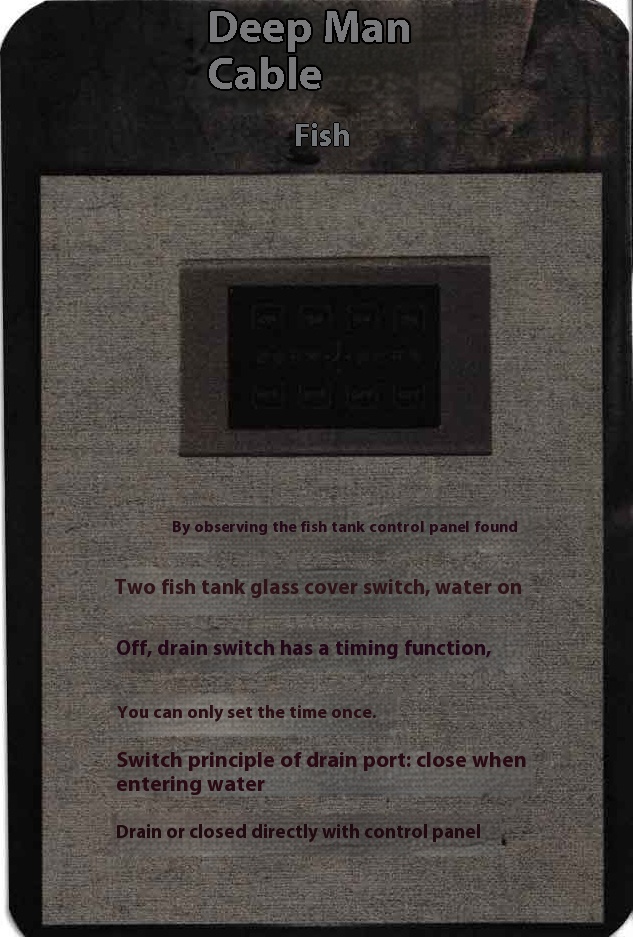 Deep Man
Cable
Fish
By observing the fish tank control panel found
Two fish tank glass cover switch, water on
Off, drain switch has a timing function,
You can only set the time once.
Switch principle of drain port: close when
entering water
Drain or closed directly with control panel